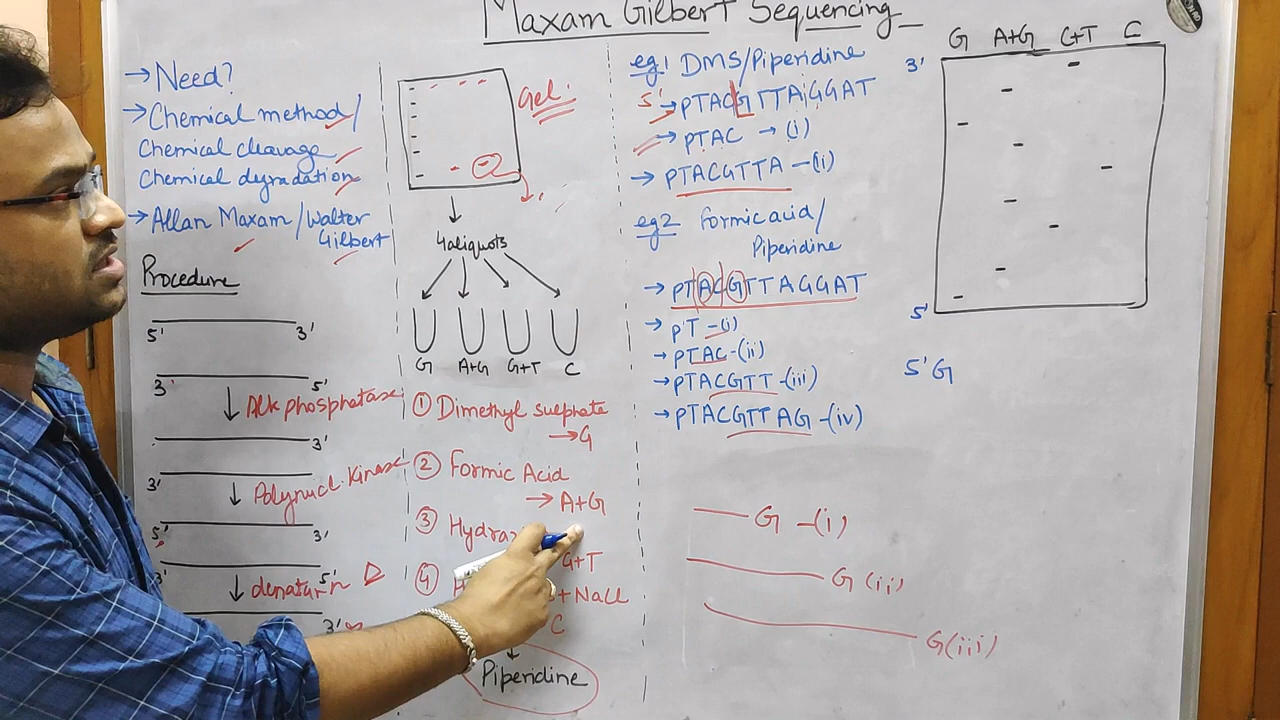 Maxam Gilbert Sequencing
→ Need?
→ Chemical method/
Chemical cleavage
Chemical degradation
→ Allan Maxam / Walter
Gilbert
Procedure
5' 3'
3' 5'
↓ Alk phosphatase
3'
3'
↓ Polynucl. Kinase
5' 3'
3' 5'
↓ denatur^n
3'
Gel.
4 aliquots
G A+G G+T C
① Dimethyl sulphate
→ G
② Formic Acid
→ A+G
③
G+T
④ + NaCl
C
Piperidine
eg1 DMS/Piperidine
5' → pTACGTTAGGAT
→ pTAC → (i)
→ pTACGTTA – (i)
eg2 Formic acid/
Piperidine
→ pTACGTTAGGAT
→ pT – (i)
→ pTAC – (ii)
→ pTACGTT – (iii)
→ pTACGTTAG – (iv)
G – (i)
G (ii)
G (iii)
G A+G C+T C
3'
5'
5' G